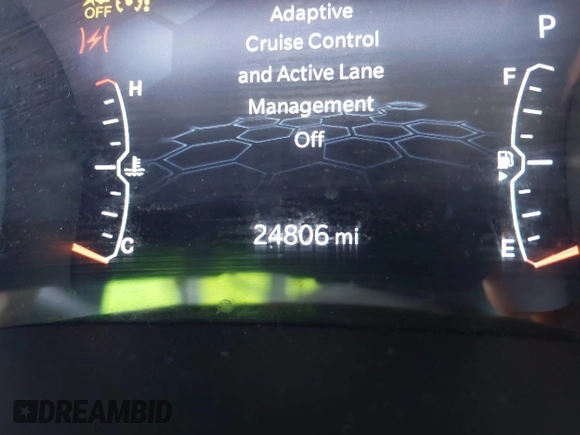 OFF
Adaptive
Cruise Control
and Active Lane
Management
Off
P
H
C
F
E
24806 mi
DREAMBID